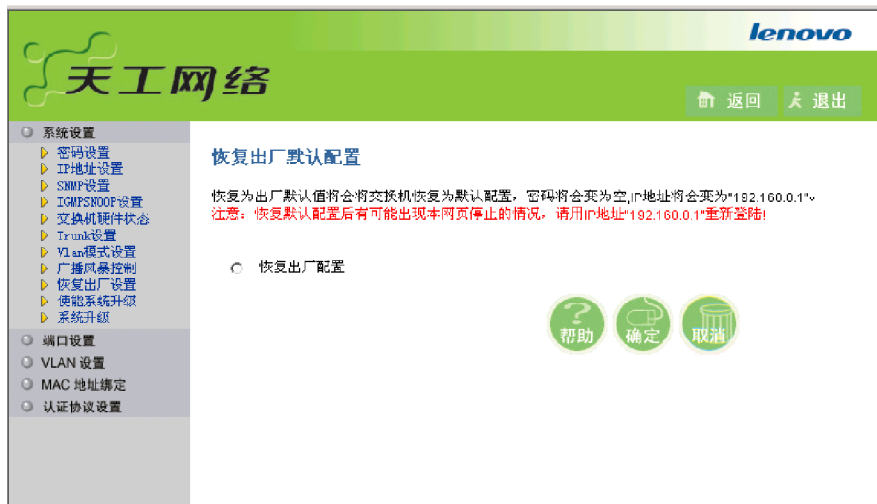 lenovo
天工网络
返回 退出
系统设置
密码设置
IP地址设置
SNMP设置
IGMPSNOOP设置
交换机硬件状态
Trunk设置
Vlan模式设置
广播风暴控制
恢复出厂设置
使能系统升级
系统升级
端口设置
VLAN 设置
MAC 地址绑定
认证协议设置
恢复出厂默认配置
恢复为出厂默认值将会将交换机恢复为默认配置，密码将会变为空,IP地址将会变为"192.160.0.1"。
注意：恢复默认配置后有可能出现本网页停止的情况，请用IP地址"192.160.0.1"重新登陆!
恢复出厂配置
帮助 确定 取消